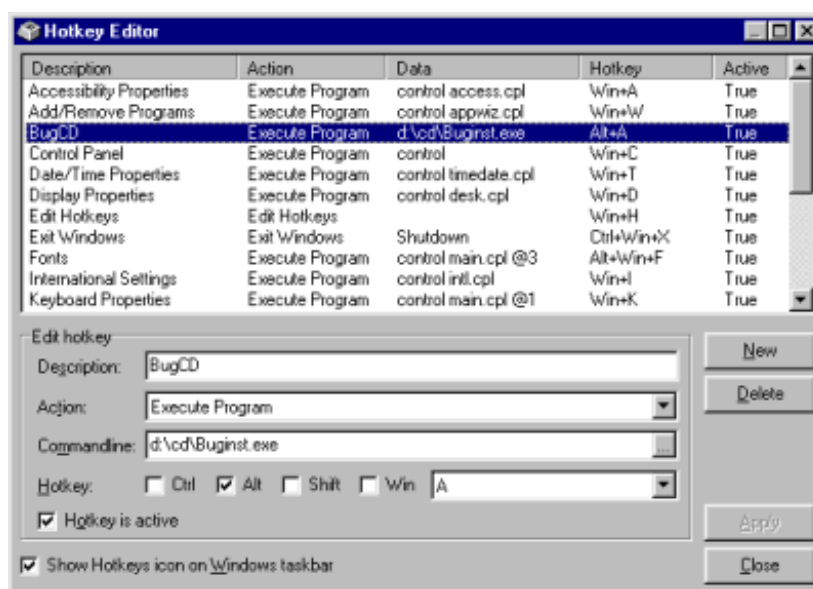 Hotkey Editor
Description Action Data Hotkey Active
Accessibility Properties Execute Program control access.cpl Win+A True
Add/Remove Programs Execute Program control appwiz.cpl Win+W True
BugCD Execute Program d:\cd\Buginst.exe Alt+A True
Control Panel Execute Program control Win+C True
Date/Time Properties Execute Program control timedate.cpl Win+T True
Display Properties Execute Program control desk.cpl Win+D True
Edit Hotkeys Edit Hotkeys Win+H True
Exit Windows Exit Windows Shutdown Ctrl+Win+X True
Fonts Execute Program control main.cpl @3 Alt+Win+F True
International Settings Execute Program control intl.cpl Win+I True
Keyboard Properties Execute Program control main.cpl @1 Win+K True
Edit hotkey
Description: BugCD
New
Action: Execute Program
Delete
Commandline: d:\cd\Buginst.exe ...
Hotkey: Ctrl Alt Shift Win A
Hotkey is active
Apply
Show Hotkeys icon on Windows taskbar
Close